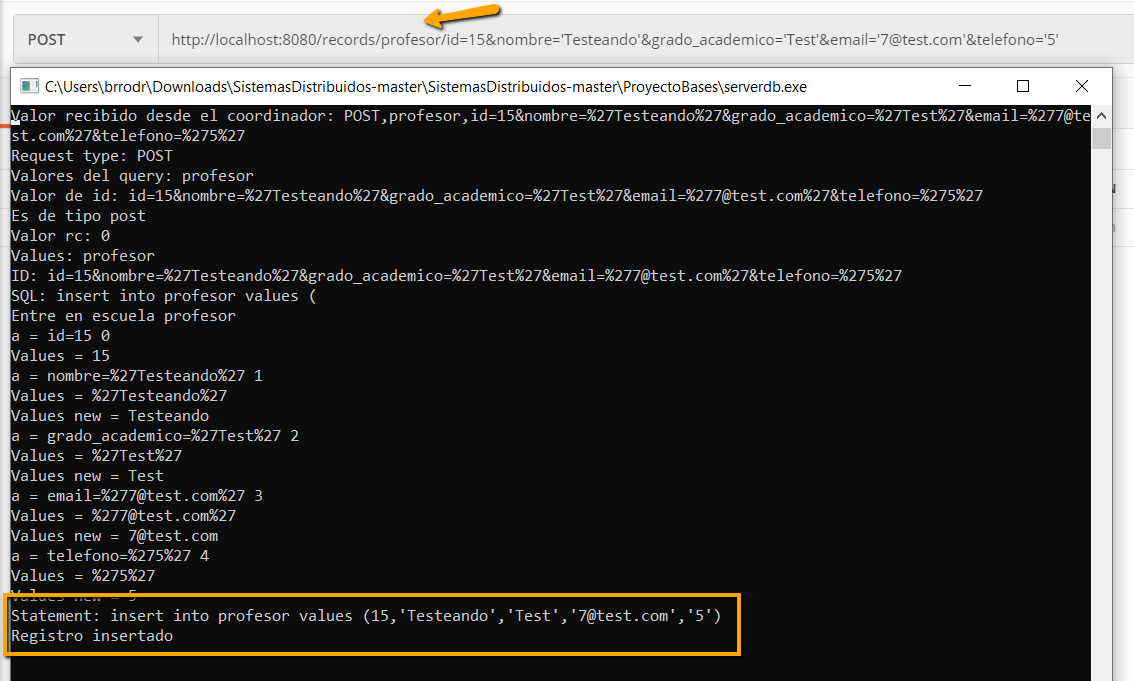 POST http://localhost:8080/records/profesor/id=15&nombre='Testeando'&grado_academico='Test'&email='7@test.com'&telefono='5'
C:\Users\brrodr\Downloads\SistemasDistribuidos-master\SistemasDistribuidos-master\ProyectoBases\serverdb.exe
Valor recibido desde el coordinador: POST,profesor,id=15&nombre=%27Testeando%27&grado_academico=%27Test%27&email=%277@te
st.com%27&telefono=%275%27
Request type: POST
Valores del query: profesor
Valor de id: id=15&nombre=%27Testeando%27&grado_academico=%27Test%27&email=%277@test.com%27&telefono=%275%27
Es de tipo post
Valor rc: 0
Values: profesor
ID: id=15&nombre=%27Testeando%27&grado_academico=%27Test%27&email=%277@test.com%27&telefono=%275%27
SQL: insert into profesor values (
Entre en escuela profesor
a = id=15 0
Values = 15
a = nombre=%27Testeando%27 1
Values = %27Testeando%27
Values new = Testeando
a = grado_academico=%27Test%27 2
Values = %27Test%27
Values new = Test
a = email=%277@test.com%27 3
Values = %277@test.com%27
Values new = 7@test.com
a = telefono=%275%27 4
Values = %275%27
Values new = 5
Statement: insert into profesor values (15,'Testeando','Test','7@test.com','5')
Registro insertado